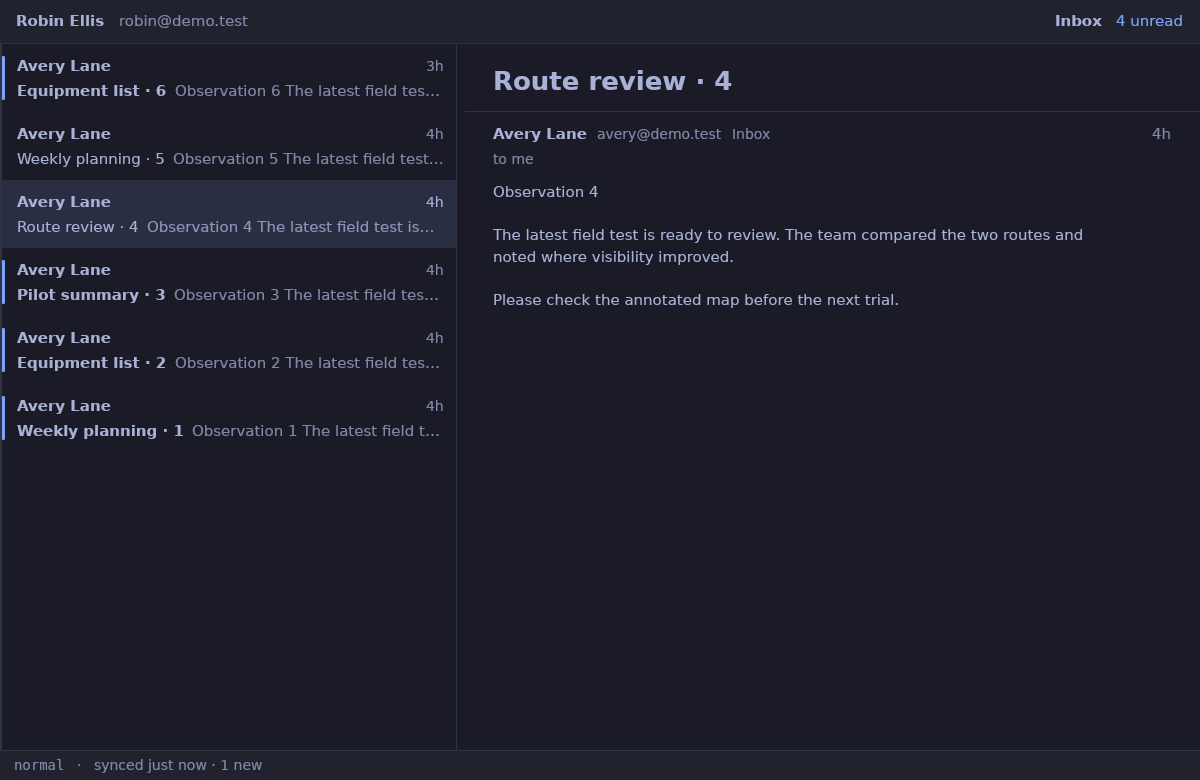 Robin Ellis robin@demo.test Inbox 4 unread
Avery Lane 3h
Equipment list · 6 Observation 6 The latest field tes…
Avery Lane 4h
Weekly planning · 5 Observation 5 The latest field test…
Avery Lane 4h
Route review · 4 Observation 4 The latest field test is…
Avery Lane 4h
Pilot summary · 3 Observation 3 The latest field tes…
Avery Lane 4h
Equipment list · 2 Observation 2 The latest field tes…
Avery Lane 4h
Weekly planning · 1 Observation 1 The latest field t…
Route review · 4
Avery Lane avery@demo.test Inbox 4h
to me
Observation 4
The latest field test is ready to review. The team compared the two routes and
noted where visibility improved.
Please check the annotated map before the next trial.
normal · synced just now · 1 new